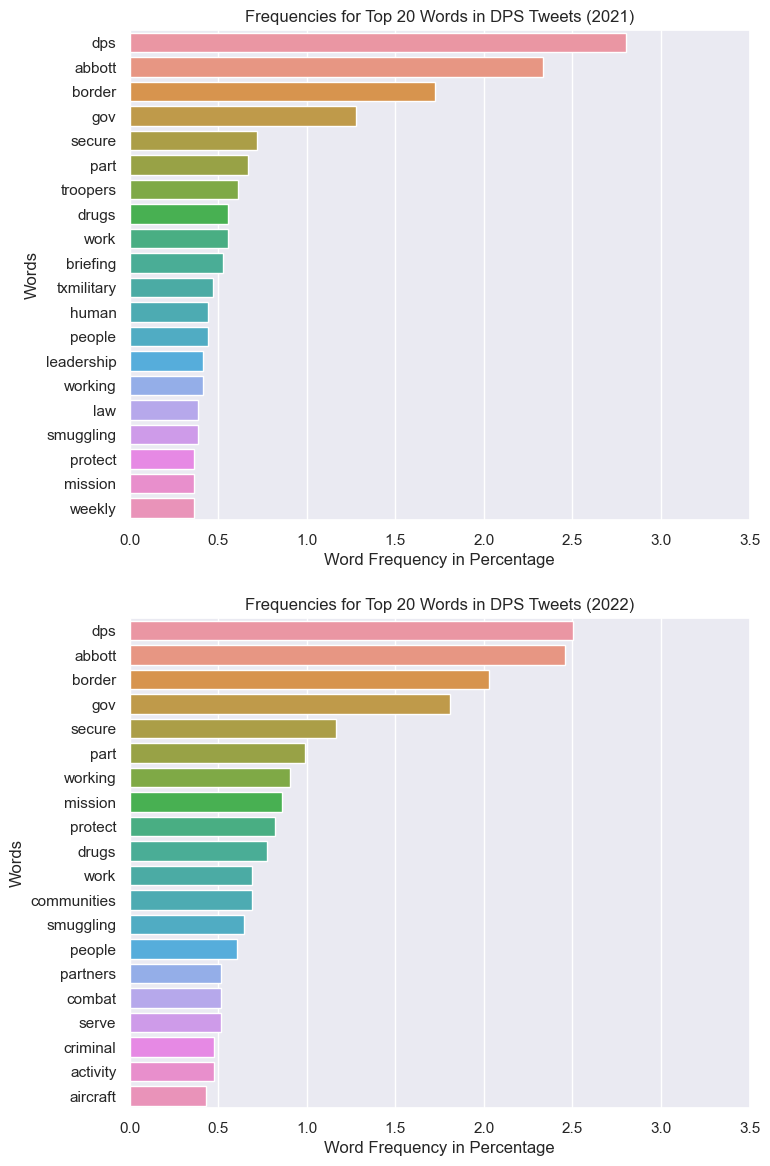 Frequencies for Top 20 Words in DPS Tweets (2021)
Words
dps
abbott
border
gov
secure
part
troopers
drugs
work
briefing
txmilitary
human
people
leadership
working
law
smuggling
protect
mission
weekly
0.0 0.5 1.0 1.5 2.0 2.5 3.0 3.5
Word Frequency in Percentage
Frequencies for Top 20 Words in DPS Tweets (2022)
Words
dps
abbott
border
gov
secure
part
working
mission
protect
drugs
work
communities
smuggling
people
partners
combat
serve
criminal
activity
aircraft
0.0 0.5 1.0 1.5 2.0 2.5 3.0 3.5
Word Frequency in Percentage